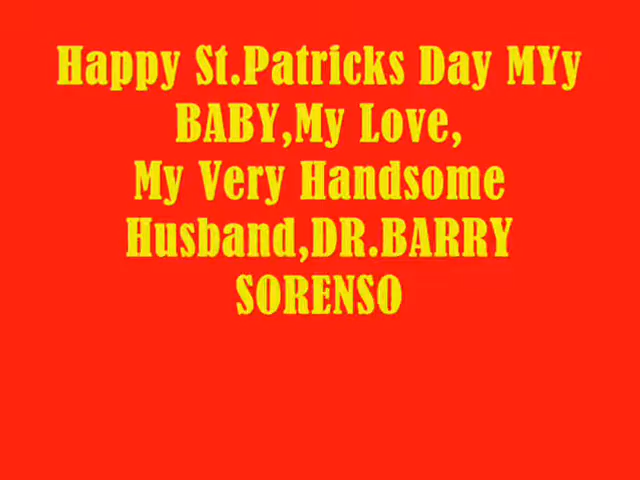 Happy St.Patricks Day MYy
BABY,My Love,
My Very Handsome
Husband,DR.BARRY
SORENSO